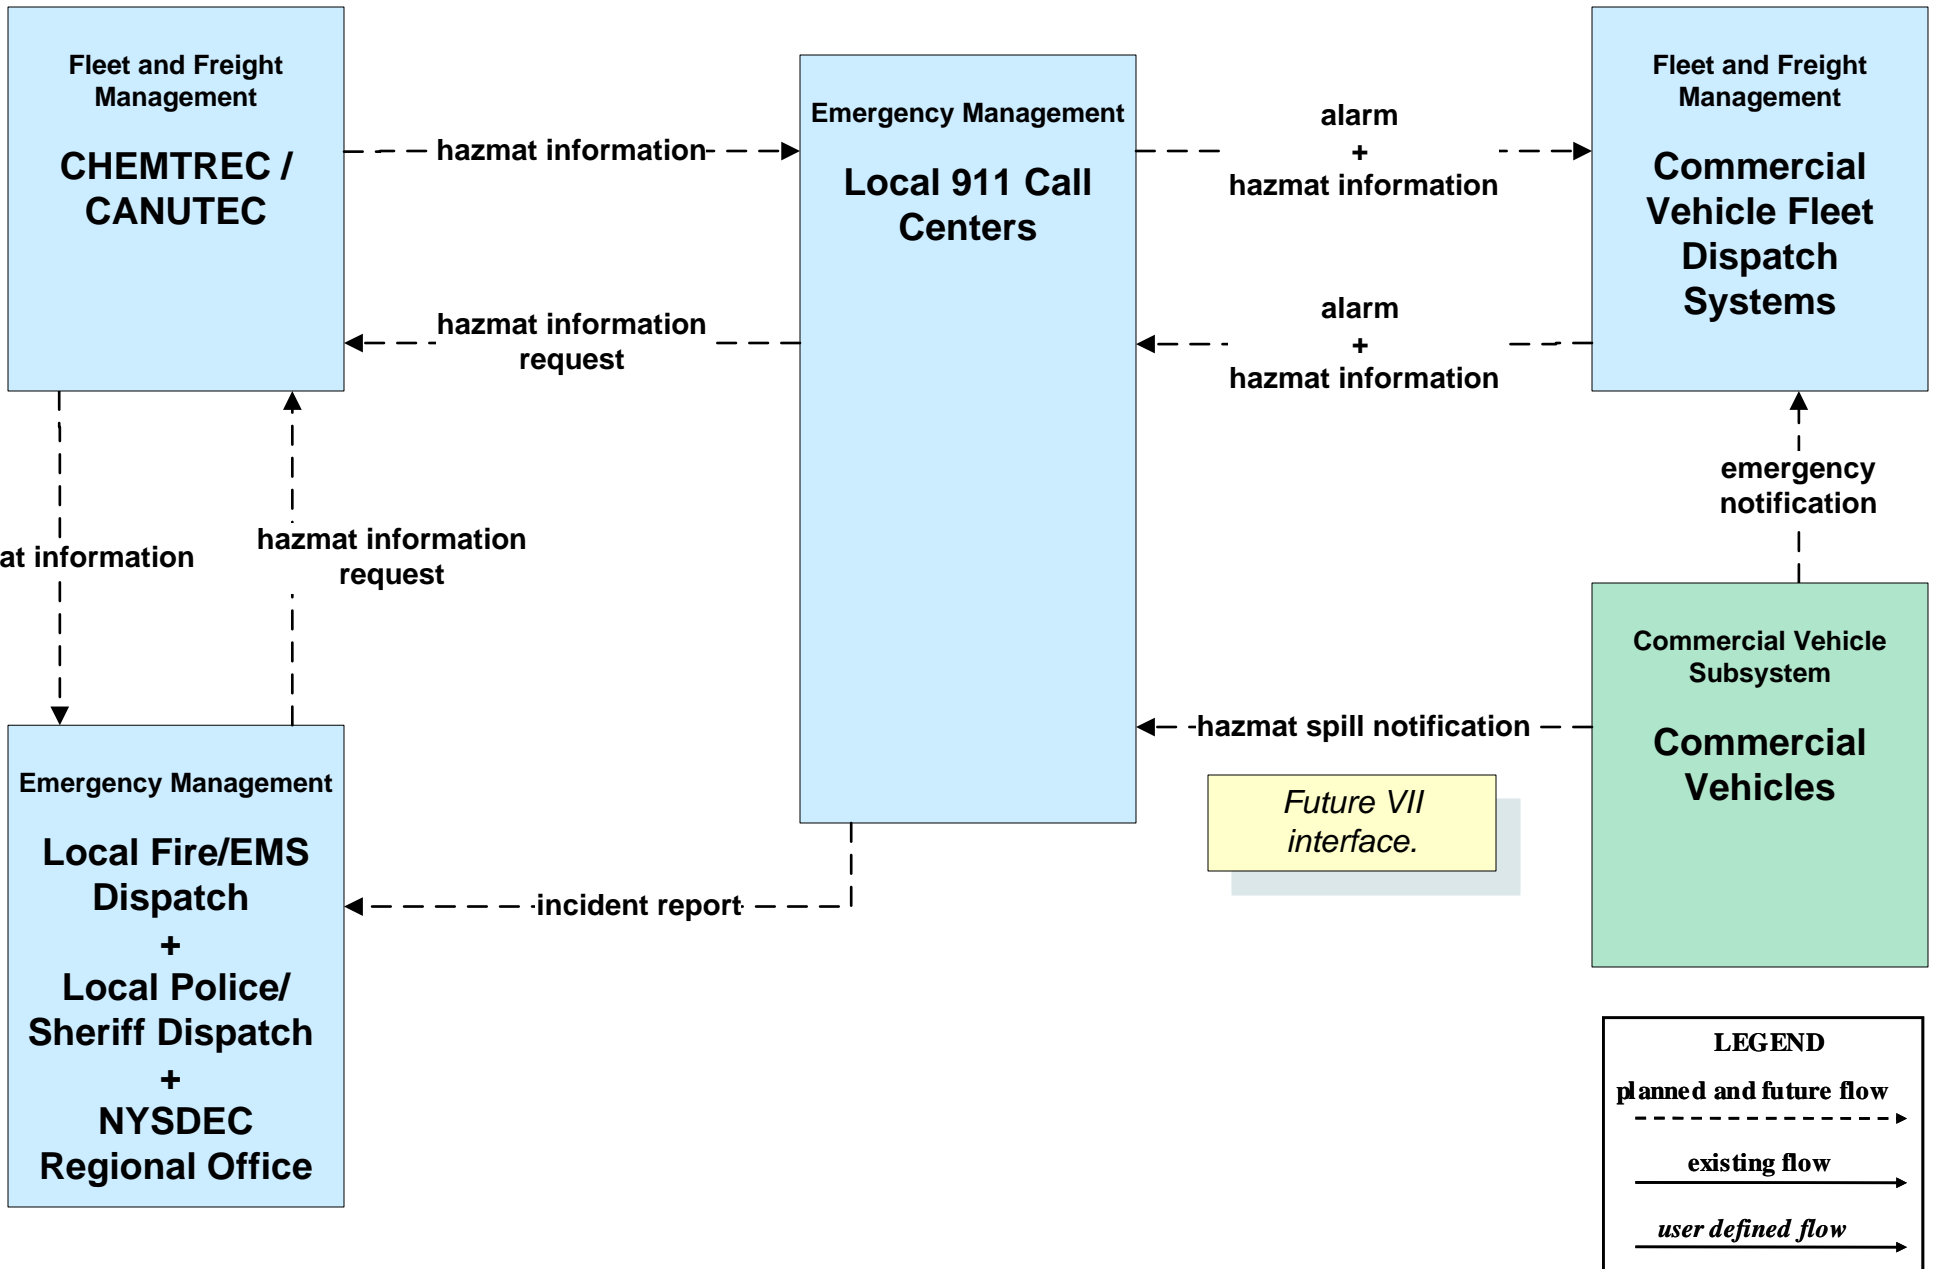 Fleet and Freight
Management
CHEMTREC /
CANUTEC
hazmat information
hazmat information
request
Emergency Management
Local 911 Call
Centers
alarm
+
hazmat information
alarm
+
hazmat information
Fleet and Freight
Management
Commercial
Vehicle Fleet
Dispatch
Systems
emergency
notification
at information
hazmat information
request
Commercial Vehicle
Subsystem
Commercial
Vehicles
hazmat spill notification
Future VII
interface.
Emergency Management
Local Fire/EMS
Dispatch
+
Local Police/
Sheriff Dispatch
+
NYSDEC
Regional Office
incident report
LEGEND
planned and future flow
existing flow
user defined flow